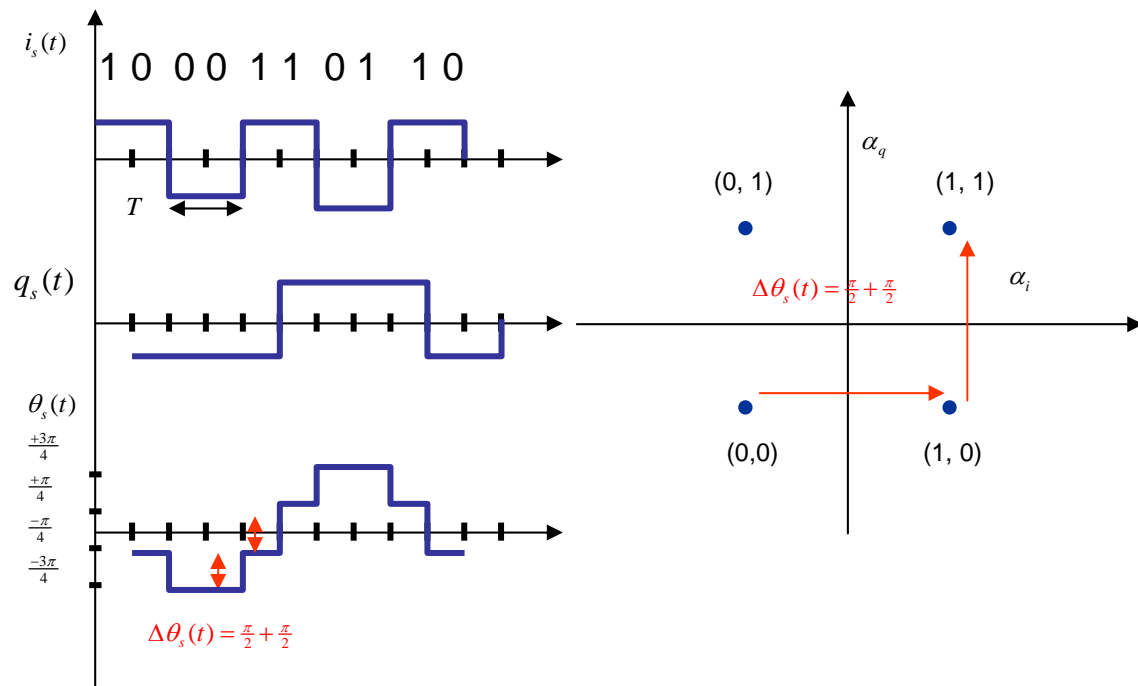 i_s(t)
1 0 0 0 1 1 0 1 1 0
T
q_s(t)
θ_s(t)
+3π/4
+π/4
-π/4
-3π/4
Δθ_s(t) = π/2 + π/2
α_q
(0, 1)
(1, 1)
α_i
Δθ_s(t) = π/2 + π/2
(0,0)
(1, 0)